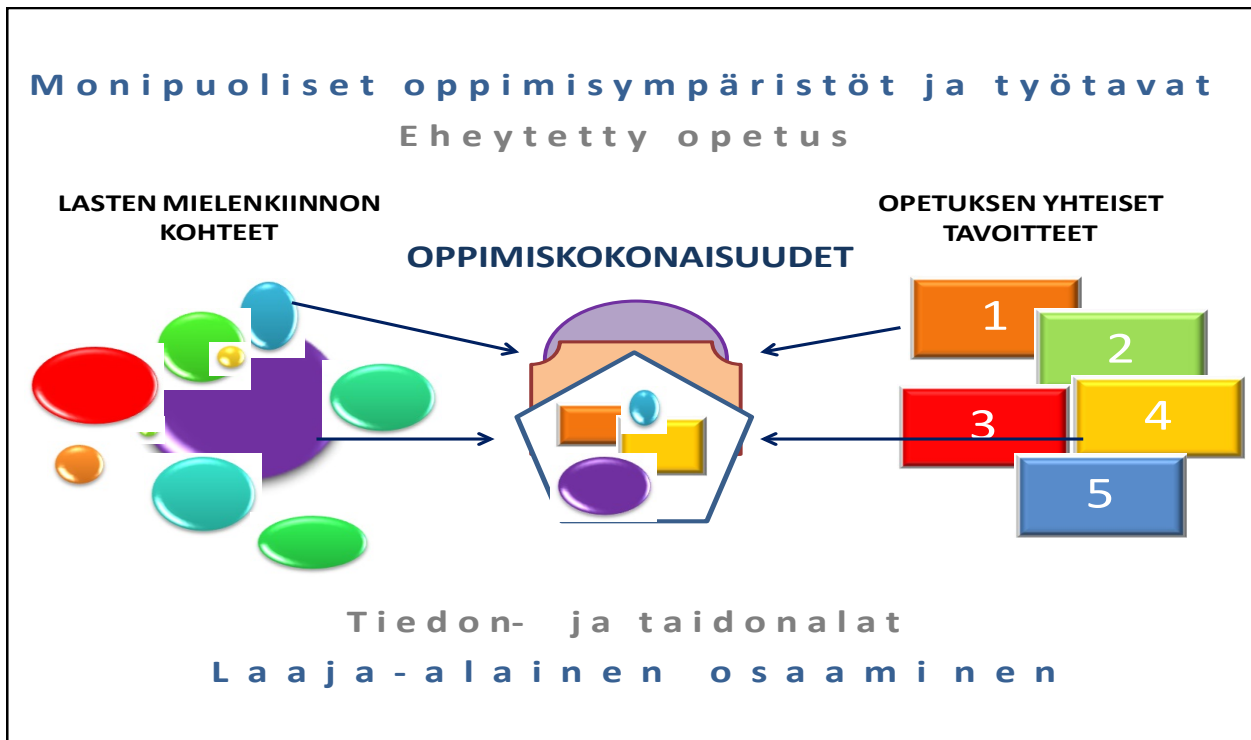 Monipuoliset oppimisympäristöt ja työtavat
Eheytetty opetus
LASTEN MIELENKIINNON
KOHTEET
OPPIMISKOKONAISUUDET
OPETUKSEN YHTEISET
TAVOITTEET
1
2
3
4
5
Tiedon- ja taidonalat
Laaja-alainen osaaminen